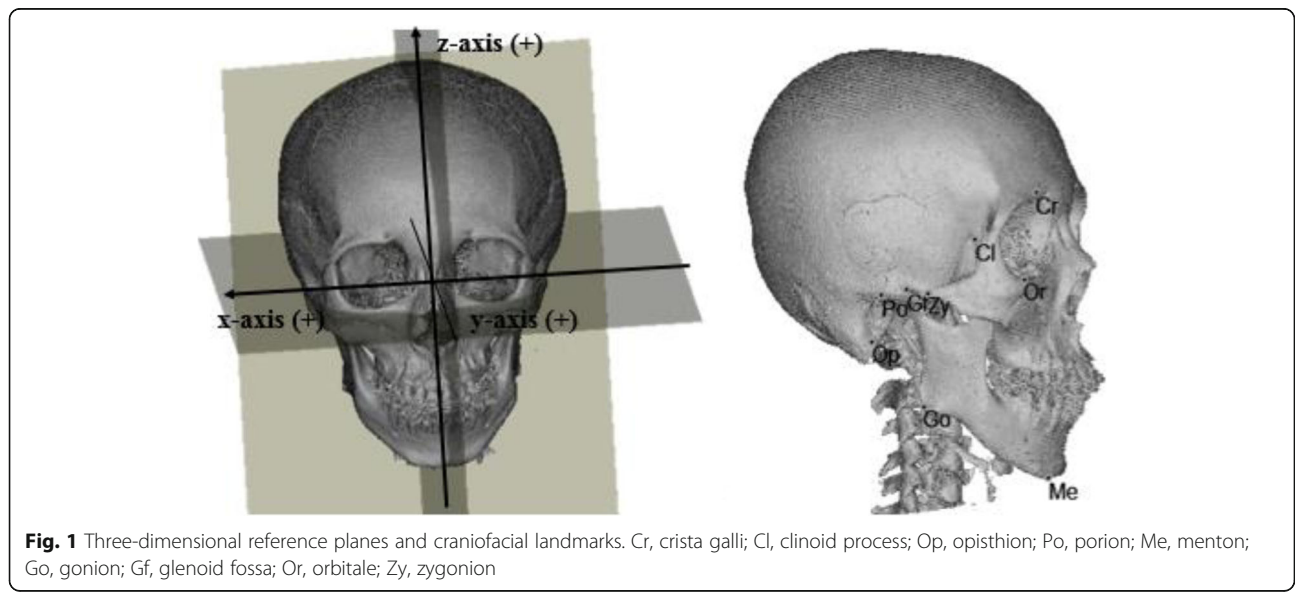 z-axis (+)
x-axis (+)
y-axis (+)
Cr
Cl
Or
Po
Gf
Zy
Op
Go
Me
Fig. 1 Three-dimensional reference planes and craniofacial landmarks. Cr, crista galli; Cl, clinoid process; Op, opisthion; Po, porion; Me, menton;
Go, gonion; Gf, glenoid fossa; Or, orbitale; Zy, zygonion